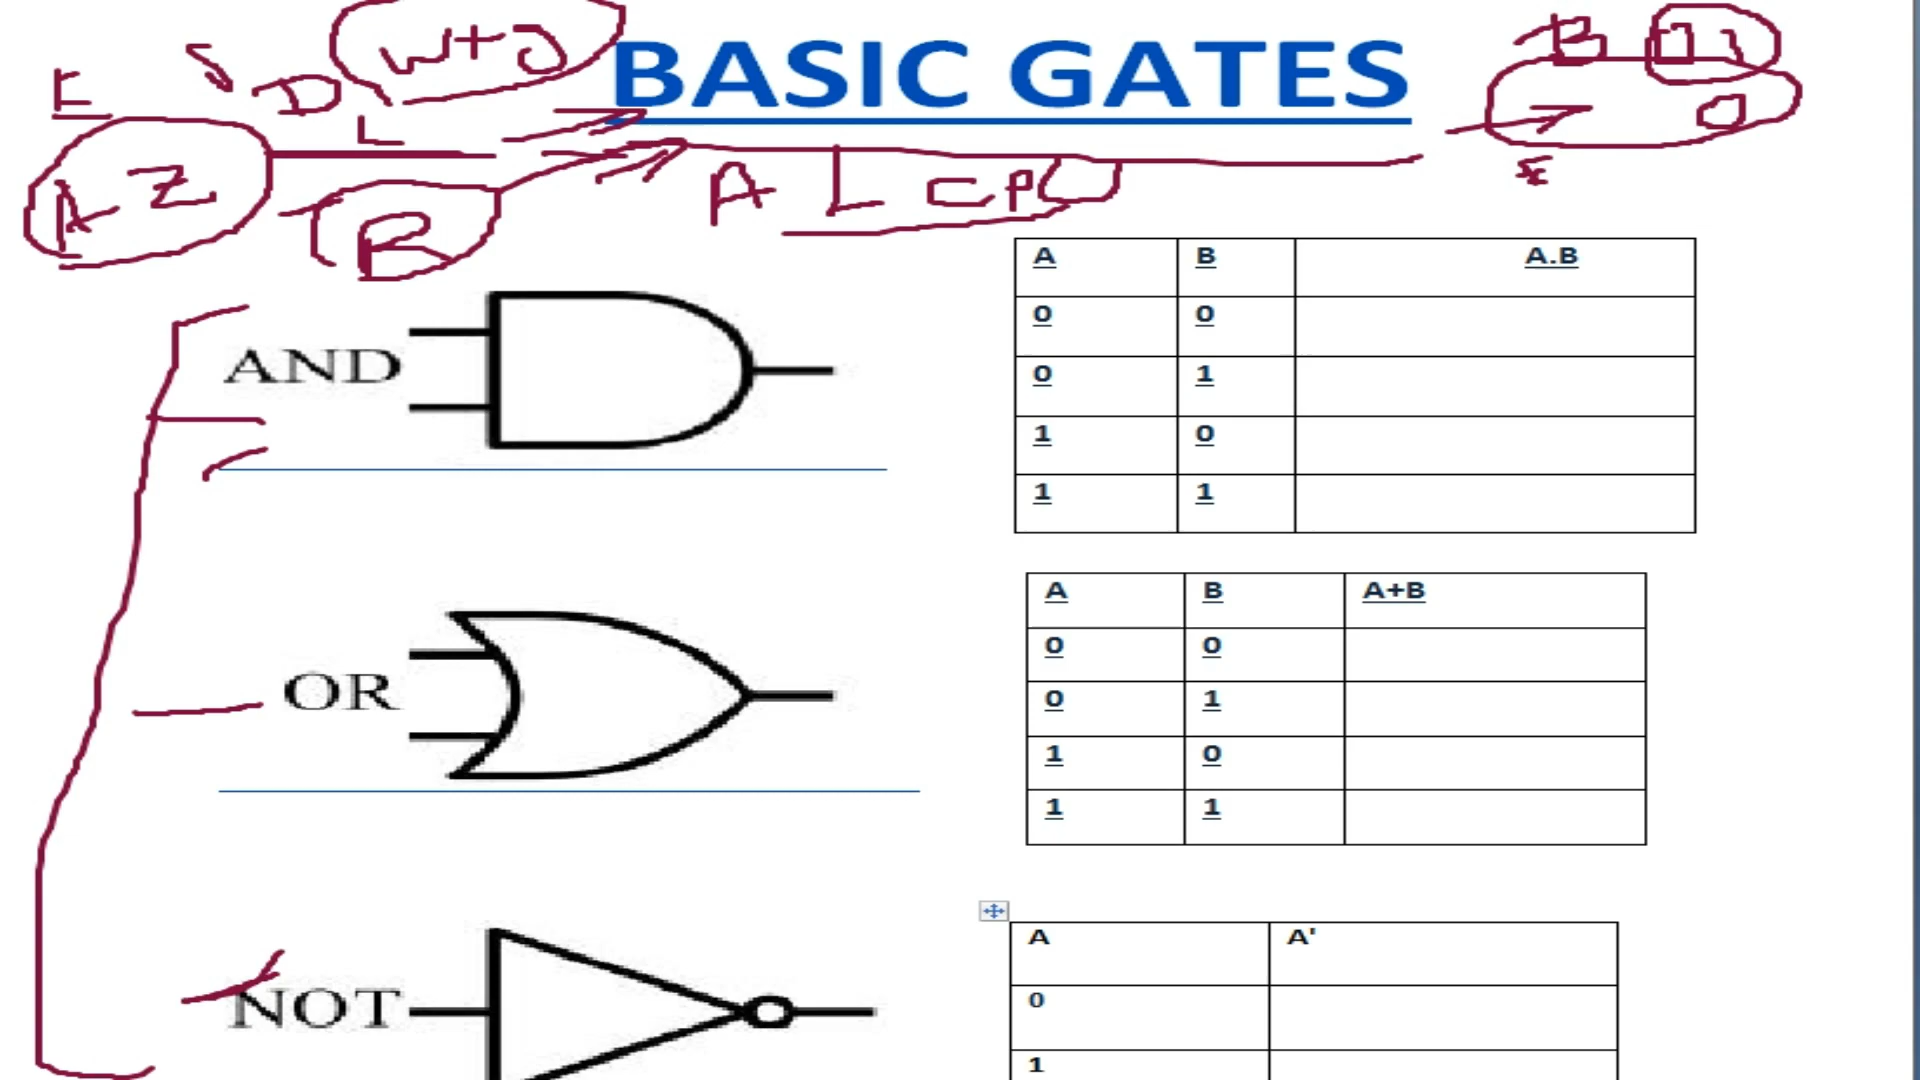 BASIC GATES
E
D
W+J
B
L
A-Z
B
A L CPU
A B A.B
0 0
0 1
1 0
1 1
AND
A B A+B
0 0
0 1
1 0
1 1
OR
A A'
0
1
NOT